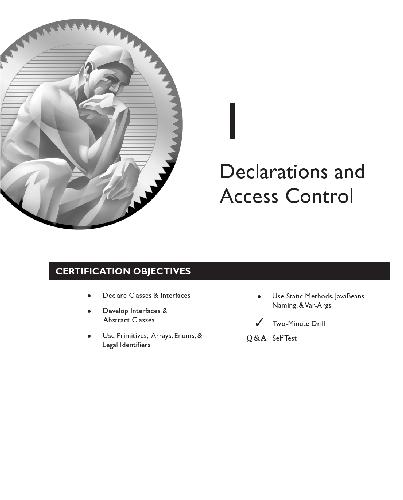 1
Declarations and
Access Control
CERTIFICATION OBJECTIVES
• Declare Classes & Interfaces
• Develop Interfaces &
Abstract Classes
• Use Primitives, Arrays, Enums, &
Legal Identifiers
• Use Static Methods, JavaBeans
Naming, & Var-Args
✓ Two-Minute Drill
Q&A Self Test